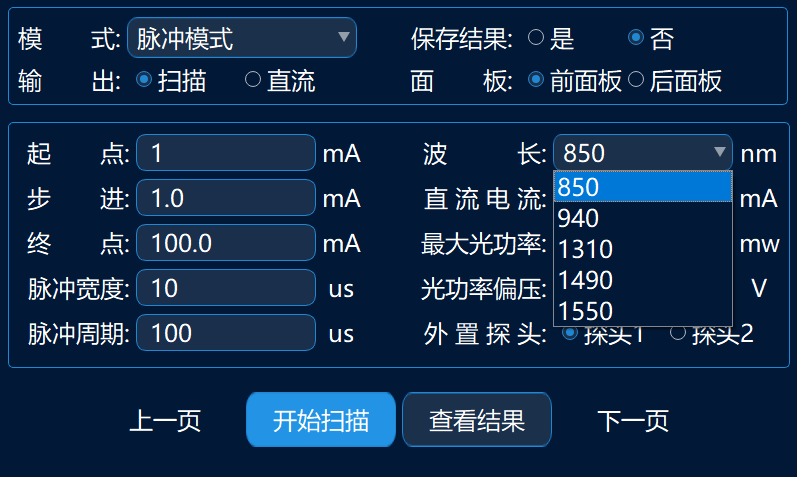 模 式: 脉冲模式 保存结果: 是 否
输 出: 扫描 直流 面 板: 前面板 后面板
起 点: 1 mA 波 长: 850 nm
850
步 进: 1.0 mA 直流电流: mA
940
终 点: 100.0 mA 最大光功率: mw
1310
脉冲宽度: 10 us 光功率偏压: V
1490
1550
脉冲周期: 100 us 外置探头: 探头1 探头2
上一页 开始扫描 查看结果 下一页